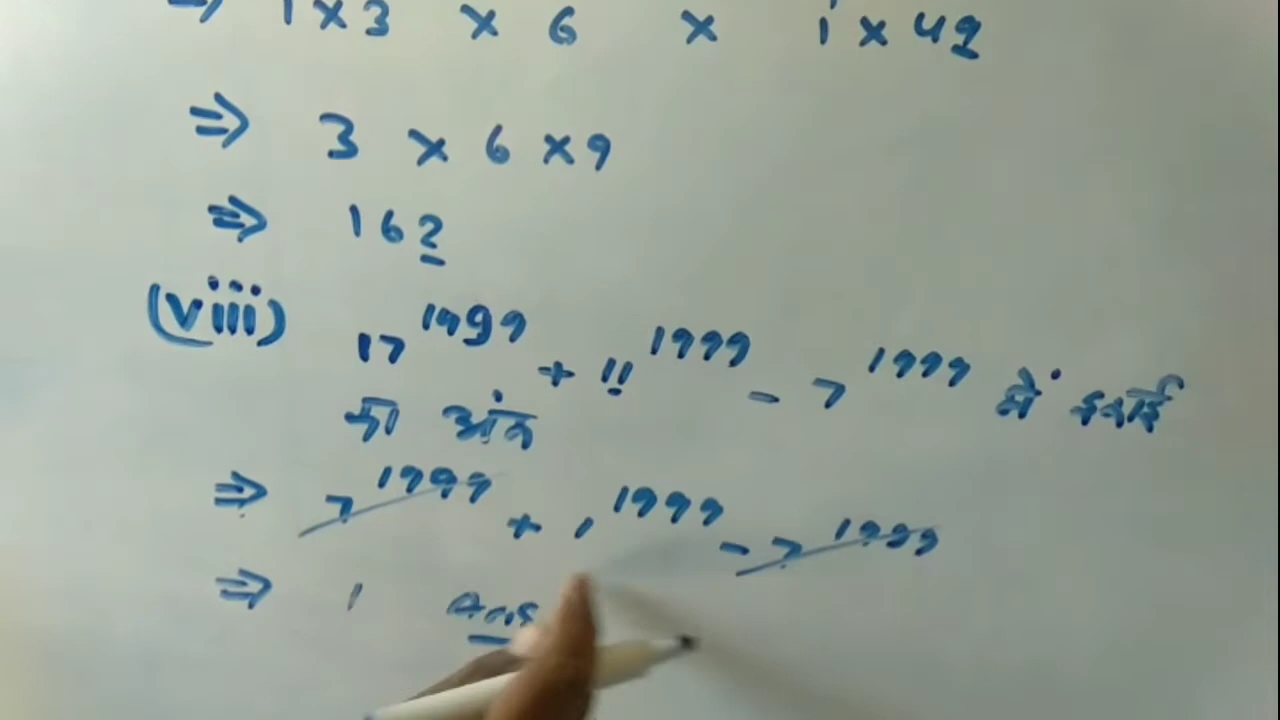 ⇒ 1 × 3 × 6 × 1 × 49
⇒ 3 × 6 × 9
⇒ 162
(viii) 17^1999 + 11^1999 - 7^1999 में इकाई
का अंक
⇒ 7^1999 + 1^1999 - 7^1999
⇒ 1 Ans